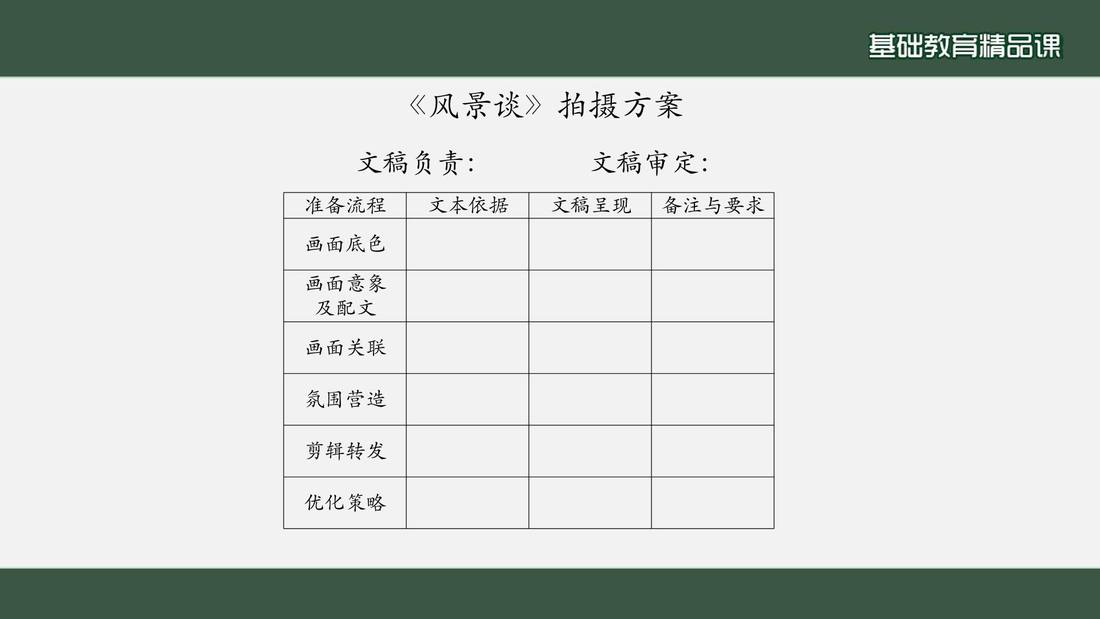 基础教育精品课
《风景谈》拍摄方案
文稿负责： 文稿审定：
准备流程 文本依据 文稿呈现 备注与要求
画面底色
画面意象
及配文
画面关联
氛围营造
剪辑转发
优化策略